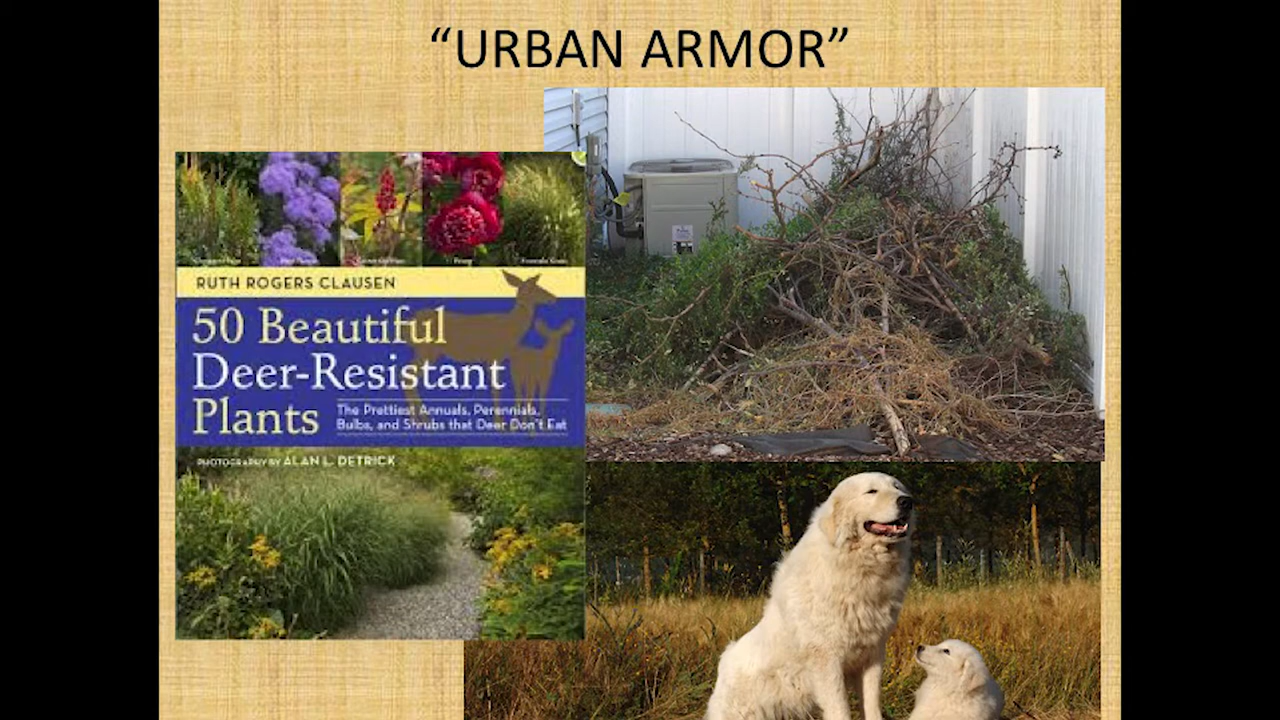 “URBAN ARMOR”
RUTH ROGERS CLAUSEN
50 Beautiful
Deer-Resistant
Plants
The Prettiest Annuals, Perennials,
Bulbs, and Shrubs that Deer Don't Eat
PHOTOGRAPHY BY ALAN L. DETRICK